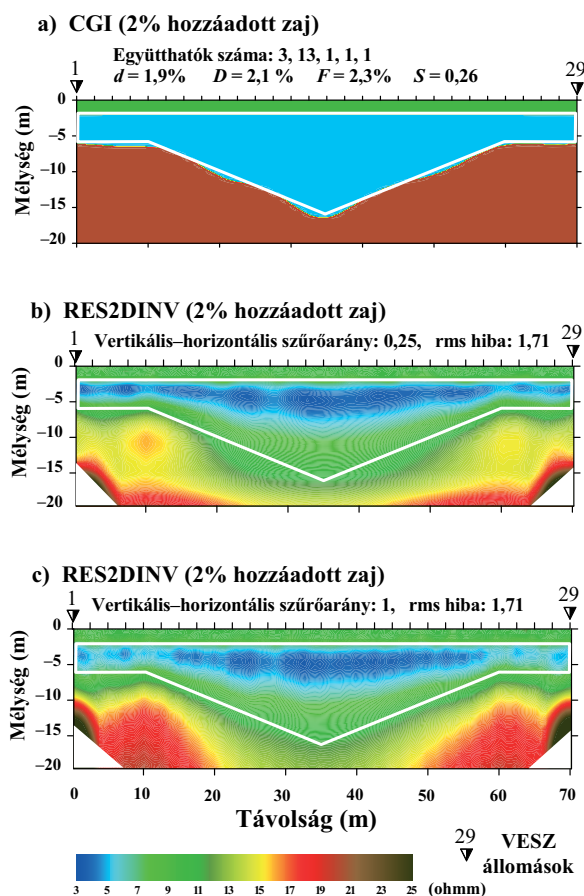 a) CGI (2% hozzáadott zaj)
Együtthatók száma: 3, 13, 1, 1, 1
1 d = 1,9% D = 2,1 % F = 2,3% S = 0,26 29
0
–5
–10
–15
–20
Mélység (m)
b) RES2DINV (2% hozzáadott zaj)
1 Vertikális–horizontális szűrőarány: 0,25, rms hiba: 1,71 29
0
–5
–10
–15
–20
Mélység (m)
c) RES2DINV (2% hozzáadott zaj)
1 Vertikális–horizontális szűrőarány: 1, rms hiba: 1,71 29
0
–5
–10
–15
–20
Mélység (m)
0 10 20 30 40 50 60 70
Távolság (m)
29 VESZ
állomások
3 5 7 9 11 13 15 17 19 21 23 25 (ohmm)